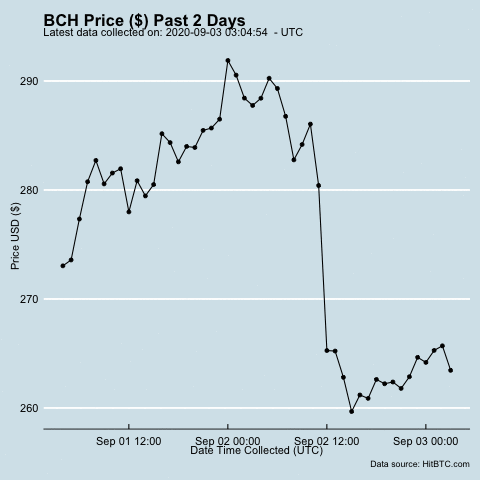 BCH Price ($) Past 2 Days
Latest data collected on: 2020-09-03 03:04:54  - UTC
290
280
270
260
Price USD ($)
Sep 01 12:00 Sep 02 00:00 Sep 02 12:00 Sep 03 00:00
Date Time Collected (UTC)
Data source: HitBTC.com